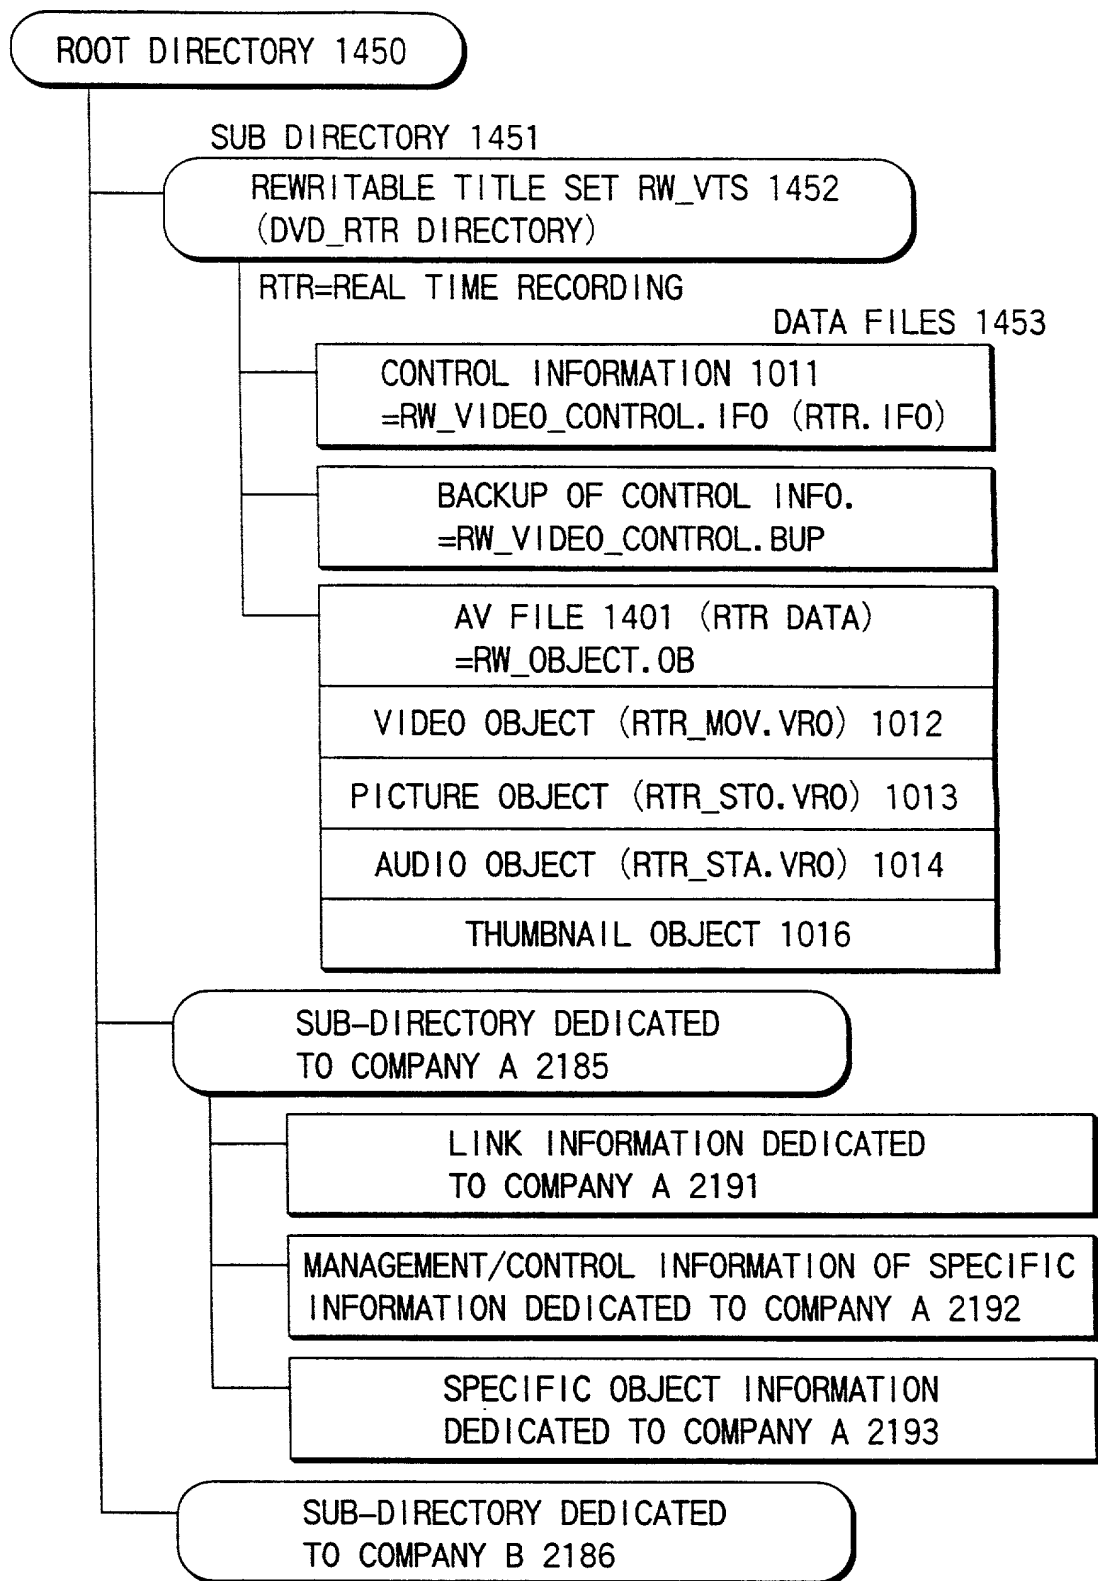 ROOT DIRECTORY 1450
SUB DIRECTORY 1451
REWRITABLE TITLE SET RW_VTS 1452
(DVD_RTR DIRECTORY)
RTR=REAL TIME RECORDING
DATA FILES 1453
CONTROL INFORMATION 1011
=RW_VIDEO_CONTROL.IFO (RTR.IFO)
BACKUP OF CONTROL INFO.
=RW_VIDEO_CONTROL.BUP
AV FILE 1401 (RTR DATA)
=RW_OBJECT.OB
VIDEO OBJECT (RTR_MOV.VRO) 1012
PICTURE OBJECT (RTR_STO.VRO) 1013
AUDIO OBJECT (RTR_STA.VRO) 1014
THUMBNAIL OBJECT 1016
SUB-DIRECTORY DEDICATED
TO COMPANY A 2185
LINK INFORMATION DEDICATED
TO COMPANY A 2191
MANAGEMENT/CONTROL INFORMATION OF SPECIFIC
INFORMATION DEDICATED TO COMPANY A 2192
SPECIFIC OBJECT INFORMATION
DEDICATED TO COMPANY A 2193
SUB-DIRECTORY DEDICATED
TO COMPANY B 2186